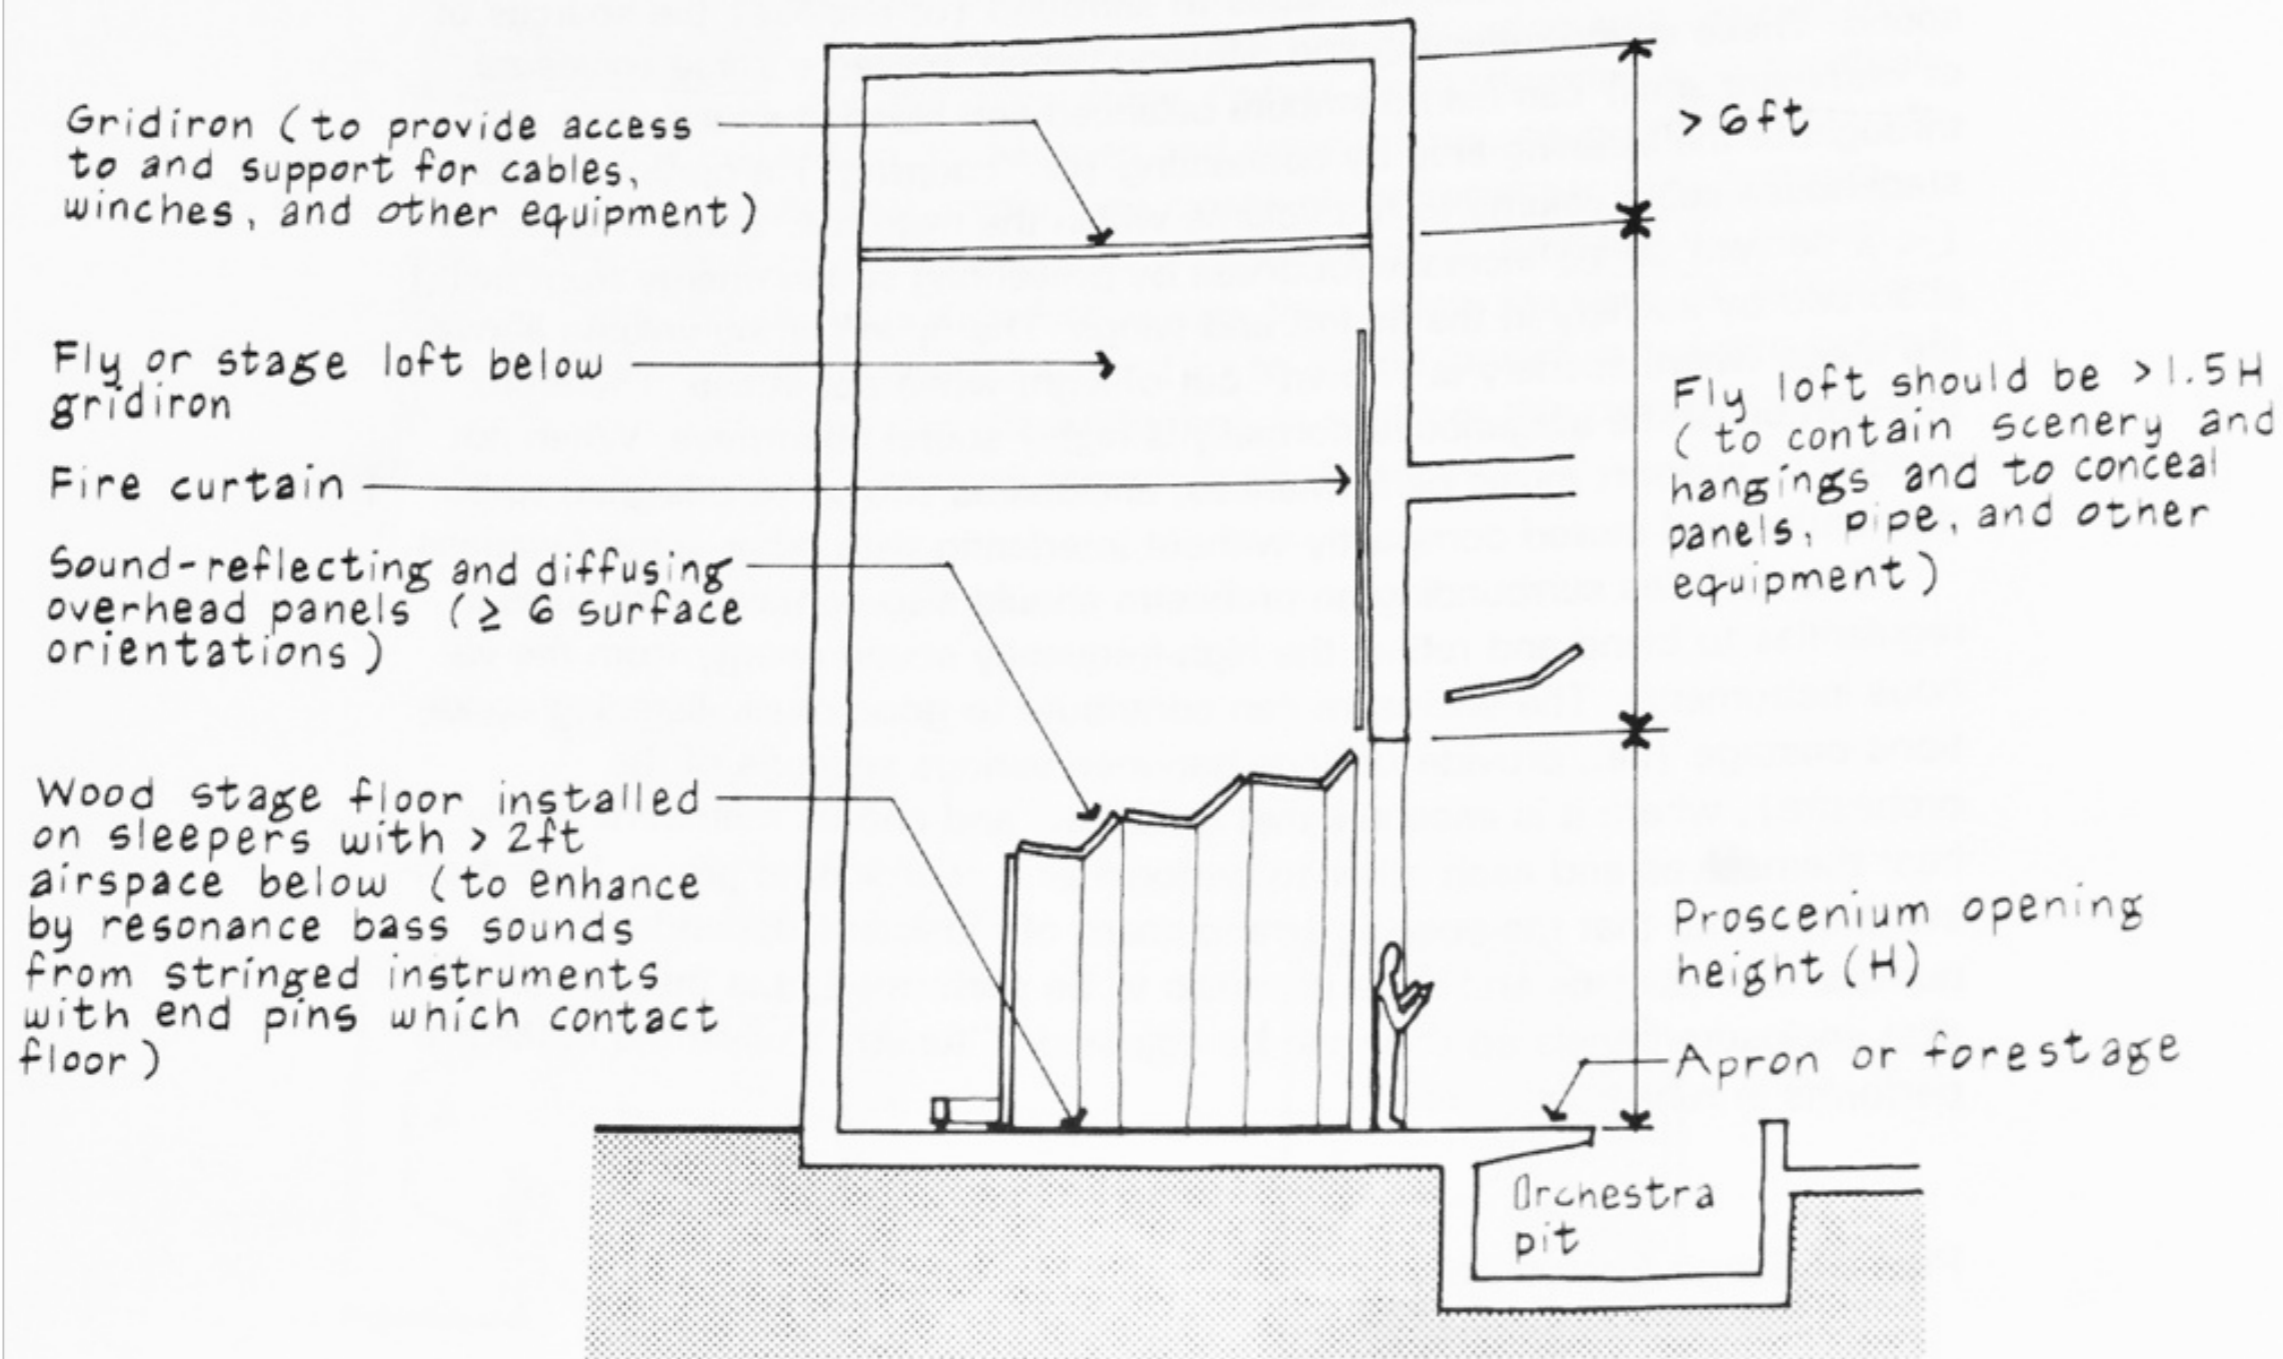 Gridiron (to provide access
to and support for cables,
winches, and other equipment)
Fly or stage loft below
gridiron
Fire curtain
Sound-reflecting and diffusing
overhead panels (≥ 6 surface
orientations)
Wood stage floor installed
on sleepers with > 2ft
airspace below (to enhance
by resonance bass sounds
from stringed instruments
with end pins which contact
floor)
> 6ft
Fly loft should be > 1.5H
(to contain scenery and
hangings and to conceal
panels, pipe, and other
equipment)
Proscenium opening
height (H)
Apron or forestage
Orchestra
pit